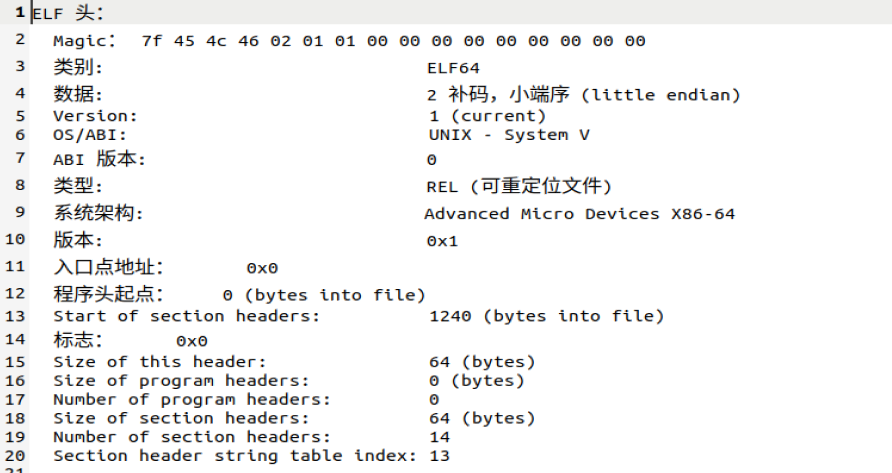 1 ELF 头：
2 Magic： 7f 45 4c 46 02 01 01 00 00 00 00 00 00 00 00 00
3 类别: ELF64
4 数据: 2 补码，小端序 (little endian)
5 Version: 1 (current)
6 OS/ABI: UNIX - System V
7 ABI 版本: 0
8 类型: REL (可重定位文件)
9 系统架构: Advanced Micro Devices X86-64
10 版本: 0x1
11 入口点地址： 0x0
12 程序头起点： 0 (bytes into file)
13 Start of section headers: 1240 (bytes into file)
14 标志： 0x0
15 Size of this header: 64 (bytes)
16 Size of program headers: 0 (bytes)
17 Number of program headers: 0
18 Size of section headers: 64 (bytes)
19 Number of section headers: 14
20 Section header string table index: 13